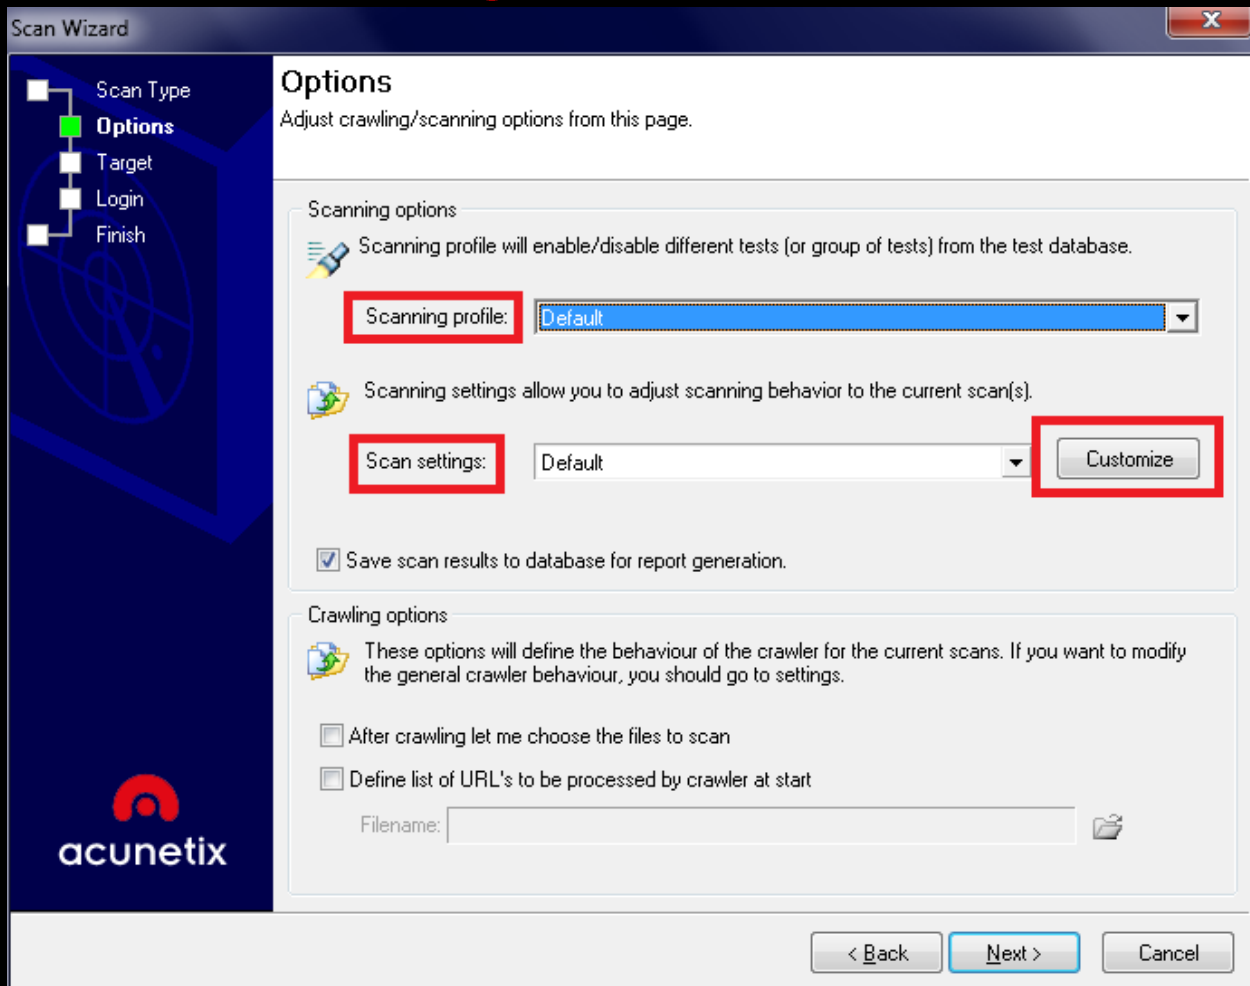 Scan Wizard
X
Scan Type
Options
Target
Login
Finish
acunetix
Options
Adjust crawling/scanning options from this page.
Scanning options
Scanning profile will enable/disable different tests (or group of tests) from the test database.
Scanning profile: Default
Scanning settings allow you to adjust scanning behavior to the current scan(s).
Scan settings: Default Customize
Save scan results to database for report generation.
Crawling options
These options will define the behaviour of the crawler for the current scans. If you want to modify
the general crawler behaviour, you should go to settings.
After crawling let me choose the files to scan
Define list of URL's to be processed by crawler at start
Filename:
< Back Next > Cancel